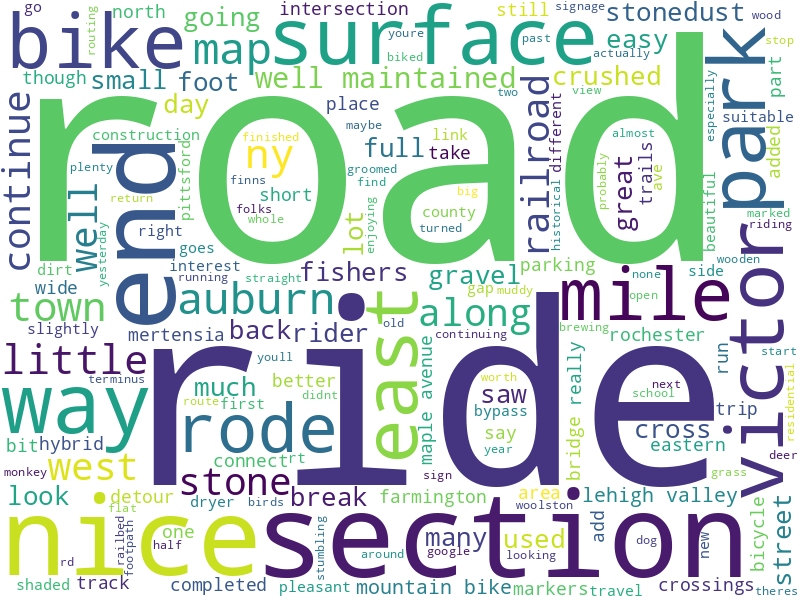 go
north
intersection
still
signage
wood
bike
routing
going
map
surface
youre
biked
past
actually
stonedust
easy
stop
though
small
foot
well maintained
crushed
view
park
part
day
place
two
road
construction
maybe
link
railroad
different
especially
suitable
continue
end
plenty
pittsford
finished
ny
full
take
almost
great
trails
added
finns
groomed
find
probably
ave
return
well
short
folks
whole
lot
enjoying
county
big
turned
historical
beautiful
marked
riding
yesterday
right
goes
interest
running
straight
fishers
gravel
parking
none
side
wooden
dirt
wide
town
auburn
east
gap
muddy
mile
open
victor
slightly
mertensia
back
rider
old
along
continuing
brewing
rochester
run
start
little
youll
much
better
didnt
maple avenue
bridge
really
next
school
residential
terminus
way
ride
rode
first
route
worth
saw
bypass
say
year
trip
cross
eastern
bit
hybrid
west
connect
rt
monkey
stone
sign
deer
grass
look
detour
flat
dryer
birds
break
farmington
area
woolston
lehigh valley
street
nice
section
one
half
railbed
footpath
rd
stumbling
around
many
google
looking
used
dog
add
new
bicycle
shaded
track
completed
pleasant
mountain bike
markers
travel
crossings
theres